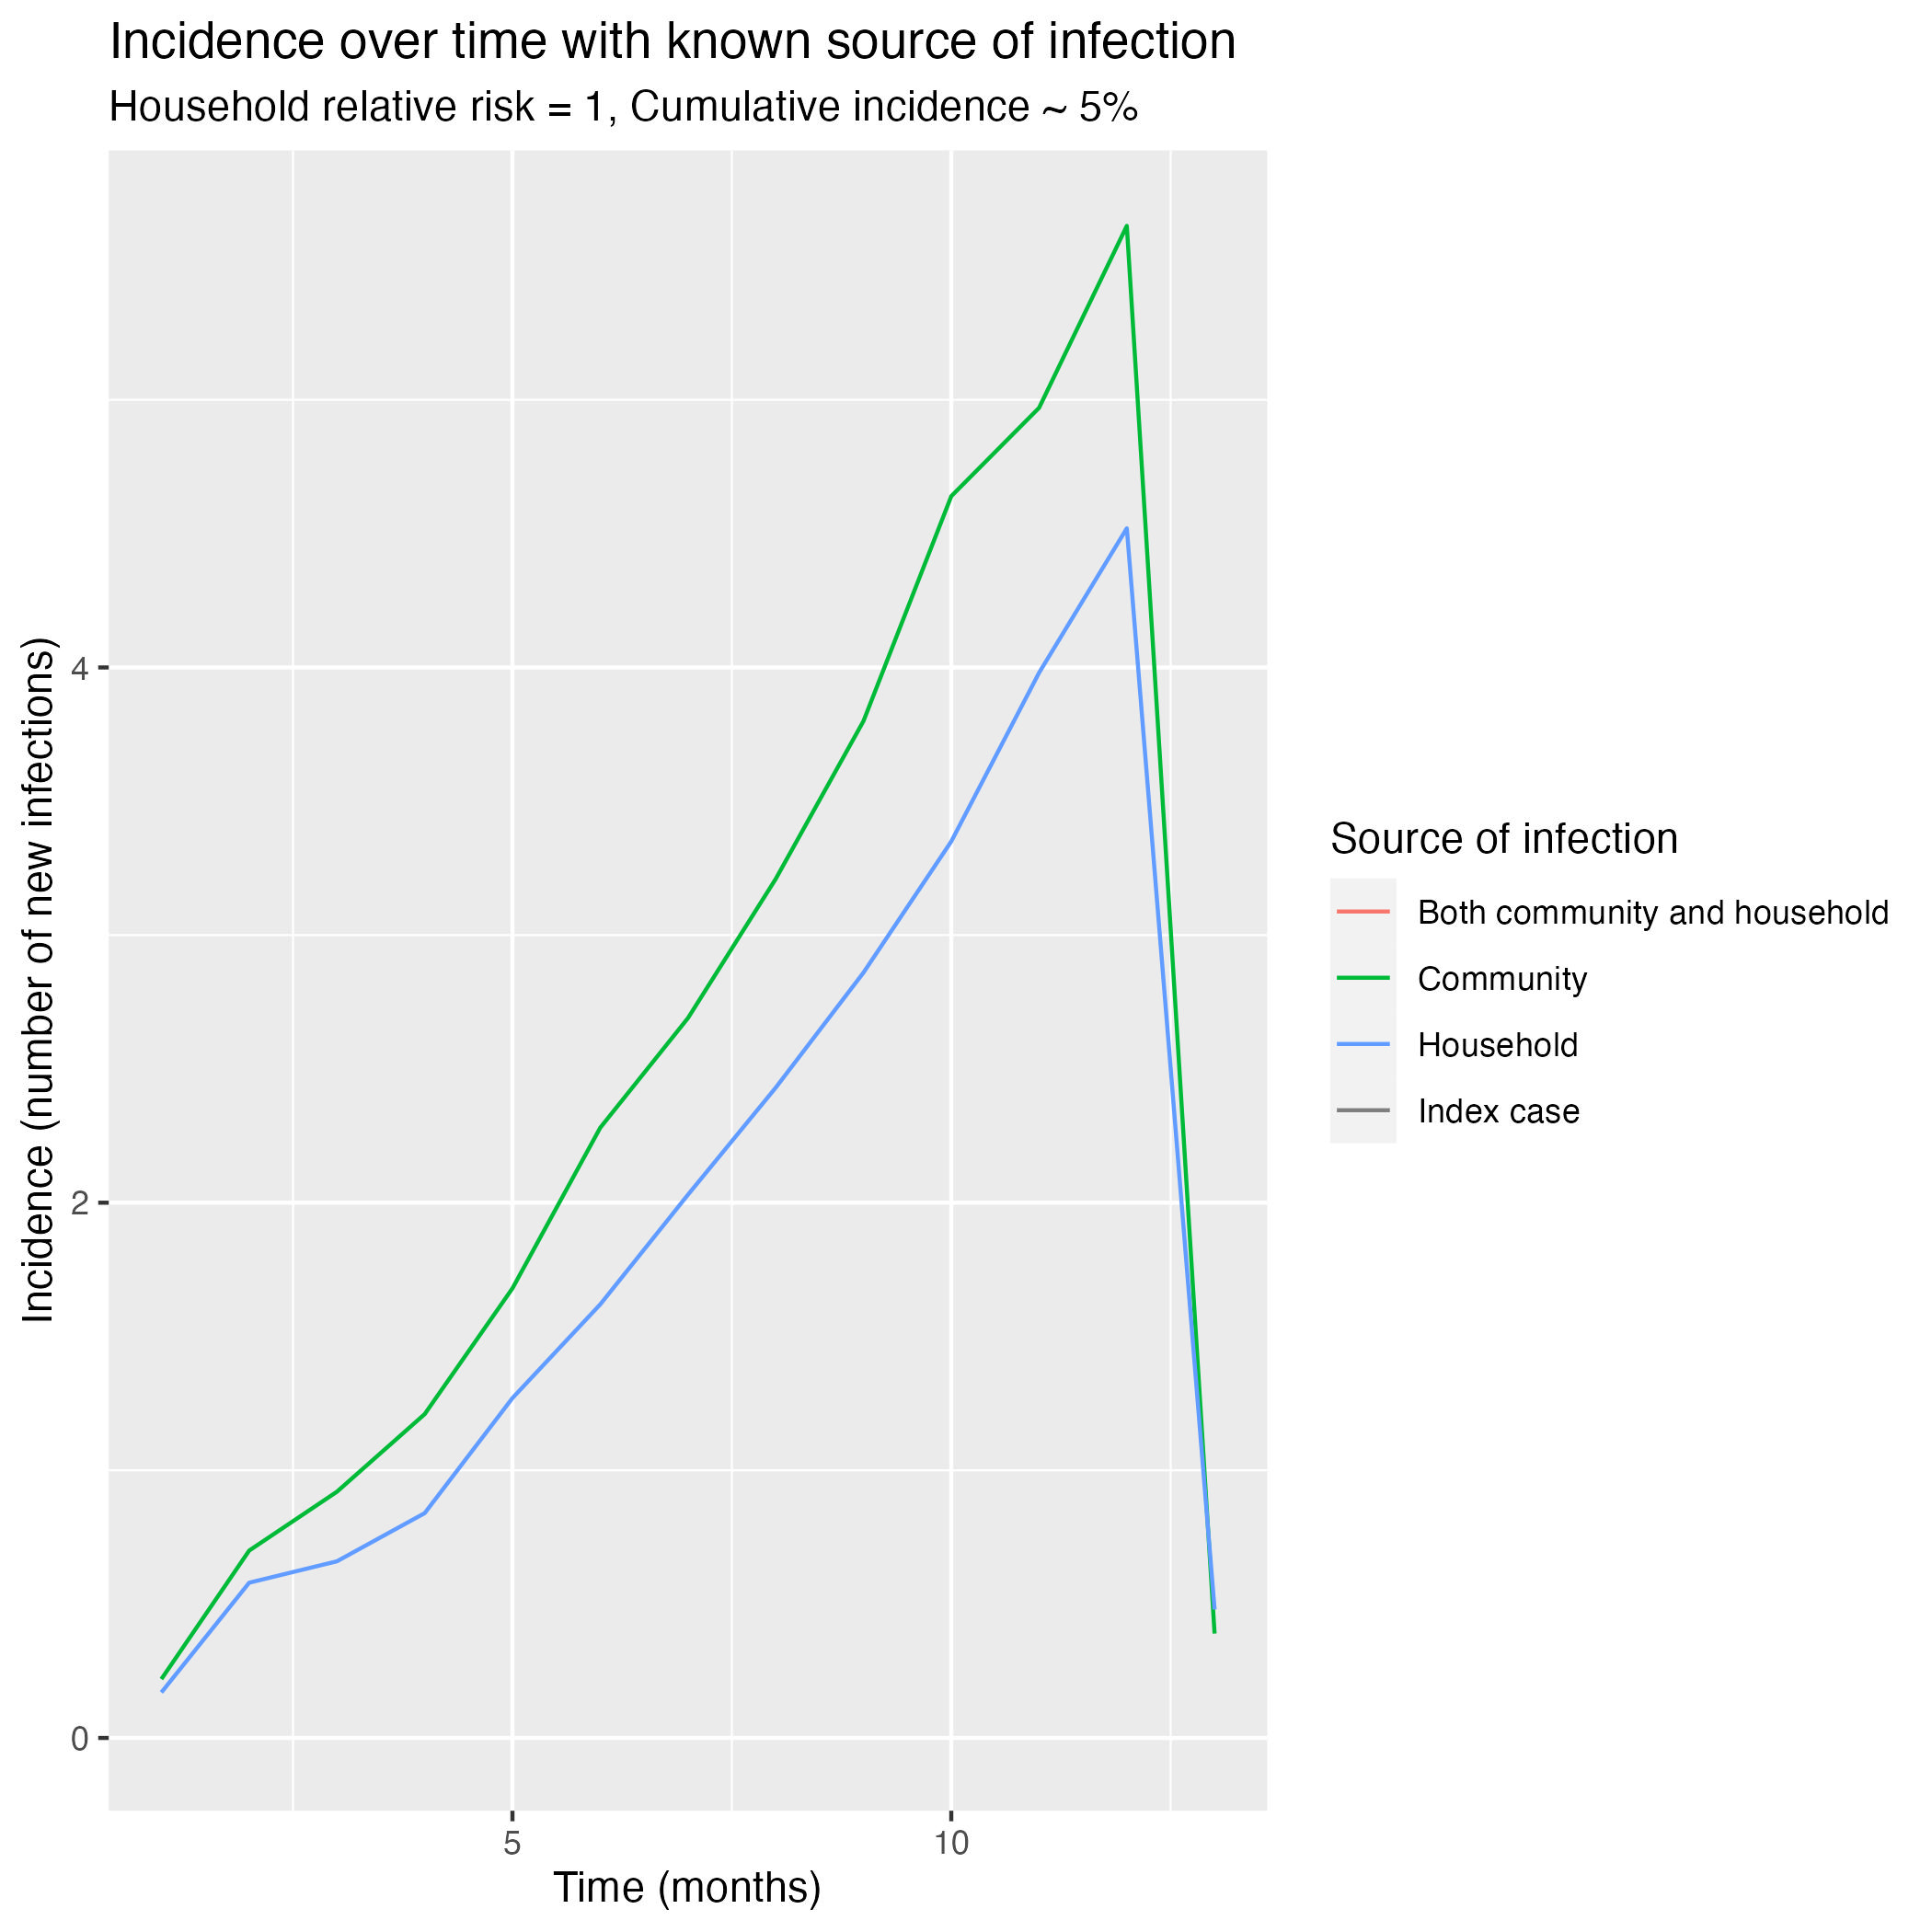 Incidence over time with known source of infection
Household relative risk = 1, Cumulative incidence ~ 5%
Incidence (number of new infections)
4
2
0
5
10
Time (months)
Source of infection
Both community and household
Community
Household
Index case